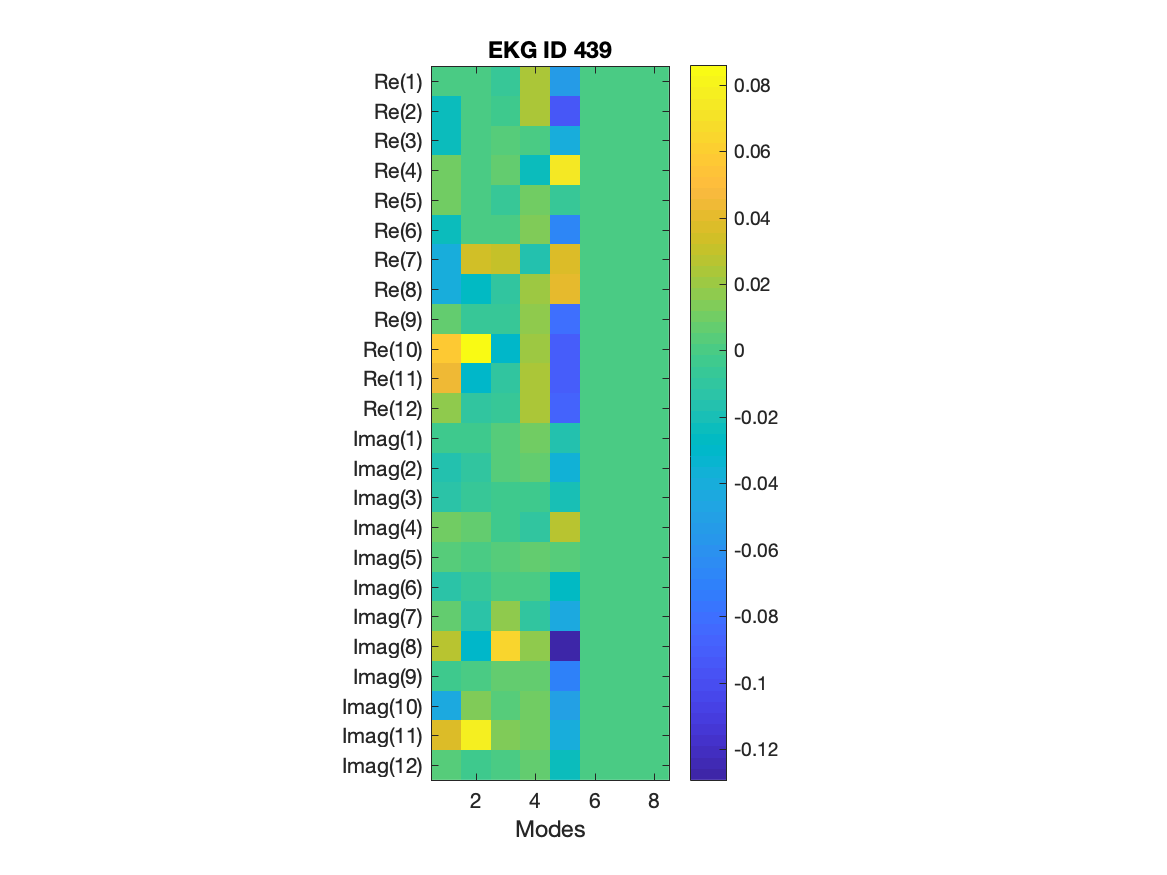 EKG ID 439
Re(1)
Re(2)
Re(3)
Re(4)
Re(5)
Re(6)
Re(7)
Re(8)
Re(9)
Re(10)
Re(11)
Re(12)
Imag(1)
Imag(2)
Imag(3)
Imag(4)
Imag(5)
Imag(6)
Imag(7)
Imag(8)
Imag(9)
Imag(10)
Imag(11)
Imag(12)
2 4 6 8
Modes
0.08
0.06
0.04
0.02
0
-0.02
-0.04
-0.06
-0.08
-0.1
-0.12